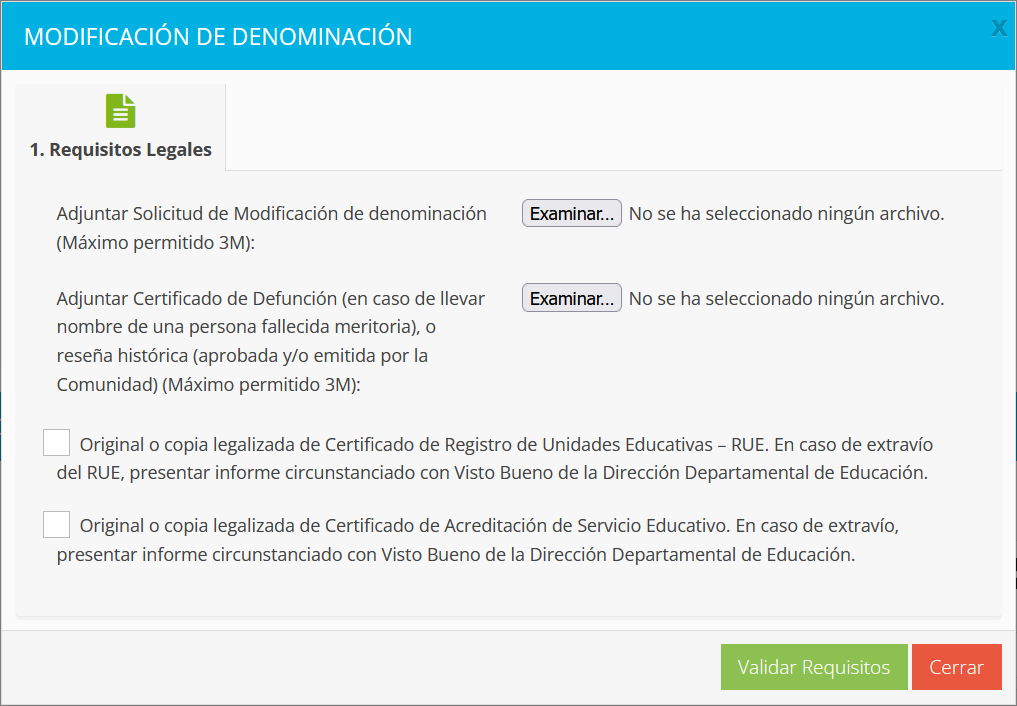 MODIFICACIÓN DE DENOMINACIÓN
X
1. Requisitos Legales
Adjuntar Solicitud de Modificación de denominación
(Máximo permitido 3M):
Examinar... No se ha seleccionado ningún archivo.
Adjuntar Certificado de Defunción (en caso de llevar
nombre de una persona fallecida meritoria), o
reseña histórica (aprobada y/o emitida por la
Comunidad) (Máximo permitido 3M):
Examinar... No se ha seleccionado ningún archivo.
Original o copia legalizada de Certificado de Registro de Unidades Educativas – RUE. En caso de extravío
del RUE, presentar informe circunstanciado con Visto Bueno de la Dirección Departamental de Educación.
Original o copia legalizada de Certificado de Acreditación de Servicio Educativo. En caso de extravío,
presentar informe circunstanciado con Visto Bueno de la Dirección Departamental de Educación.
Validar Requisitos
Cerrar